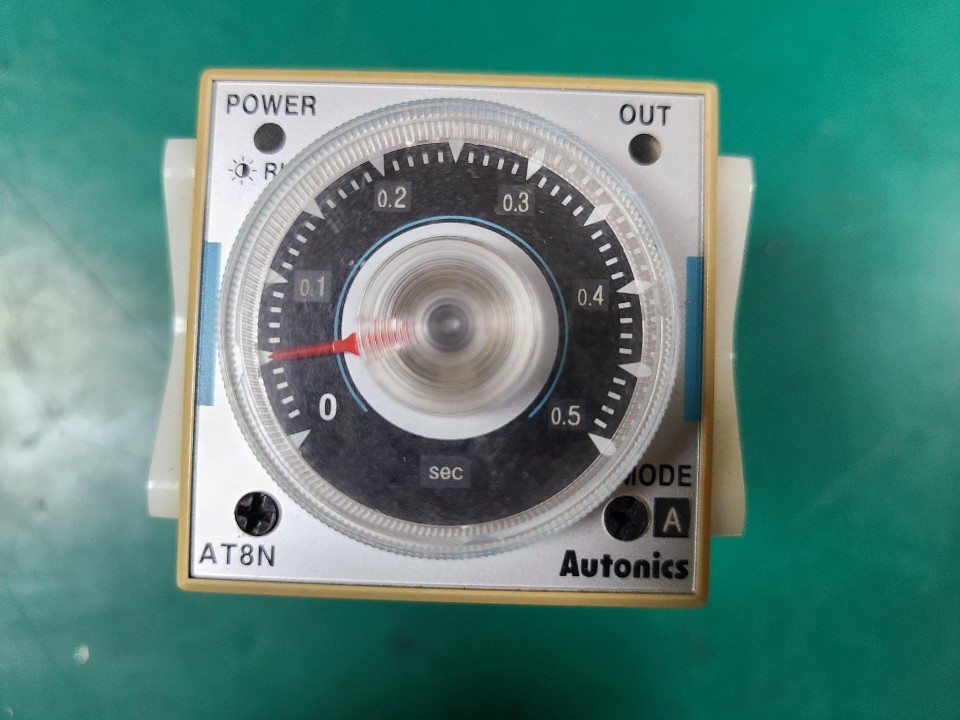 POWER
OUT
0.2
0.3
0.1
0.4
0
0.5
sec
MODE
A
AT8N
Autonics